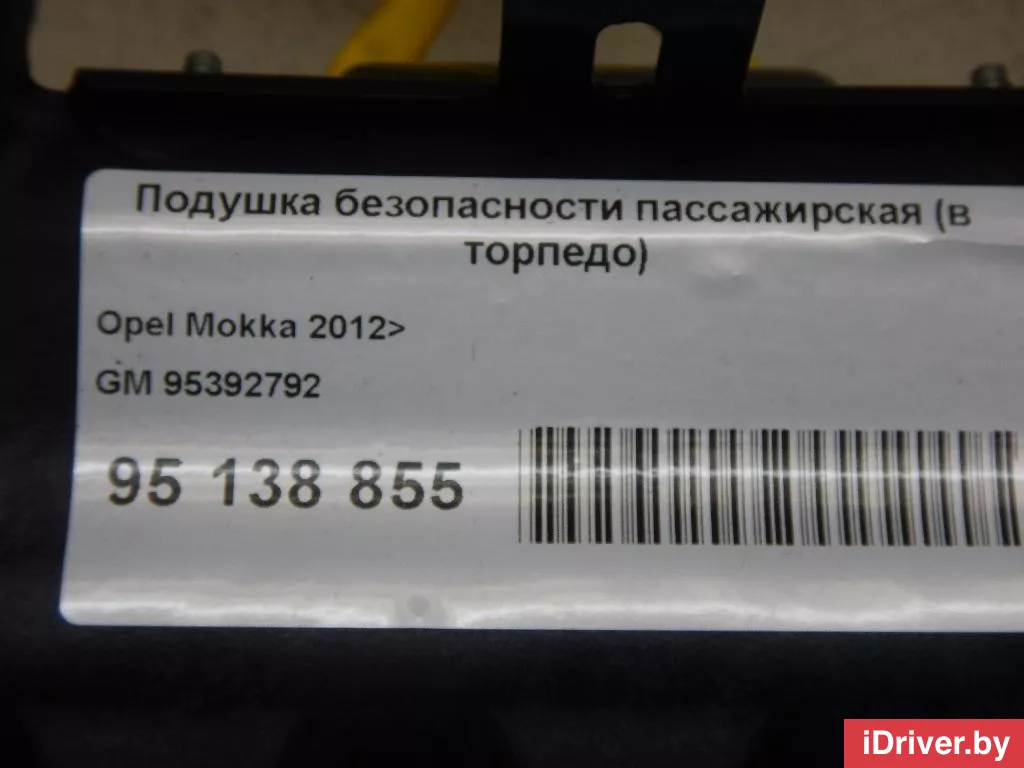 Подушка безопасности пассажирская (в
торпедо)
Opel Mokka 2012>
GM 95392792
95 138 855
iDriver.by